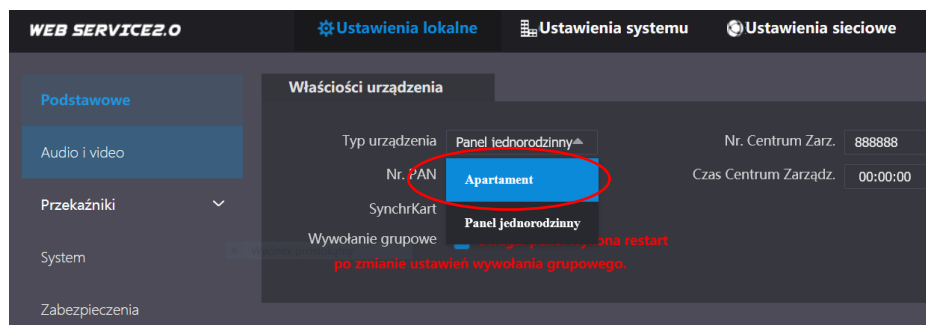 WEB SERVICE2.0
Ustawienia lokalne
Ustawienia systemu
Ustawienia sieciowe
Podstawowe
Audio i video
Przekaźniki
System
Zabezpieczenia
Właściości urządzenia
Typ urządzenia Panel jednorodzinny
Nr. Centrum Zarz. 888888
Nr. PAN
Apartament
Czas Centrum Zarządz. 00:00:00
SynchrKart
Panel jednorodzinny
Wywołanie grupowe
restart
po zmianie ustawień wywołania grupowego.